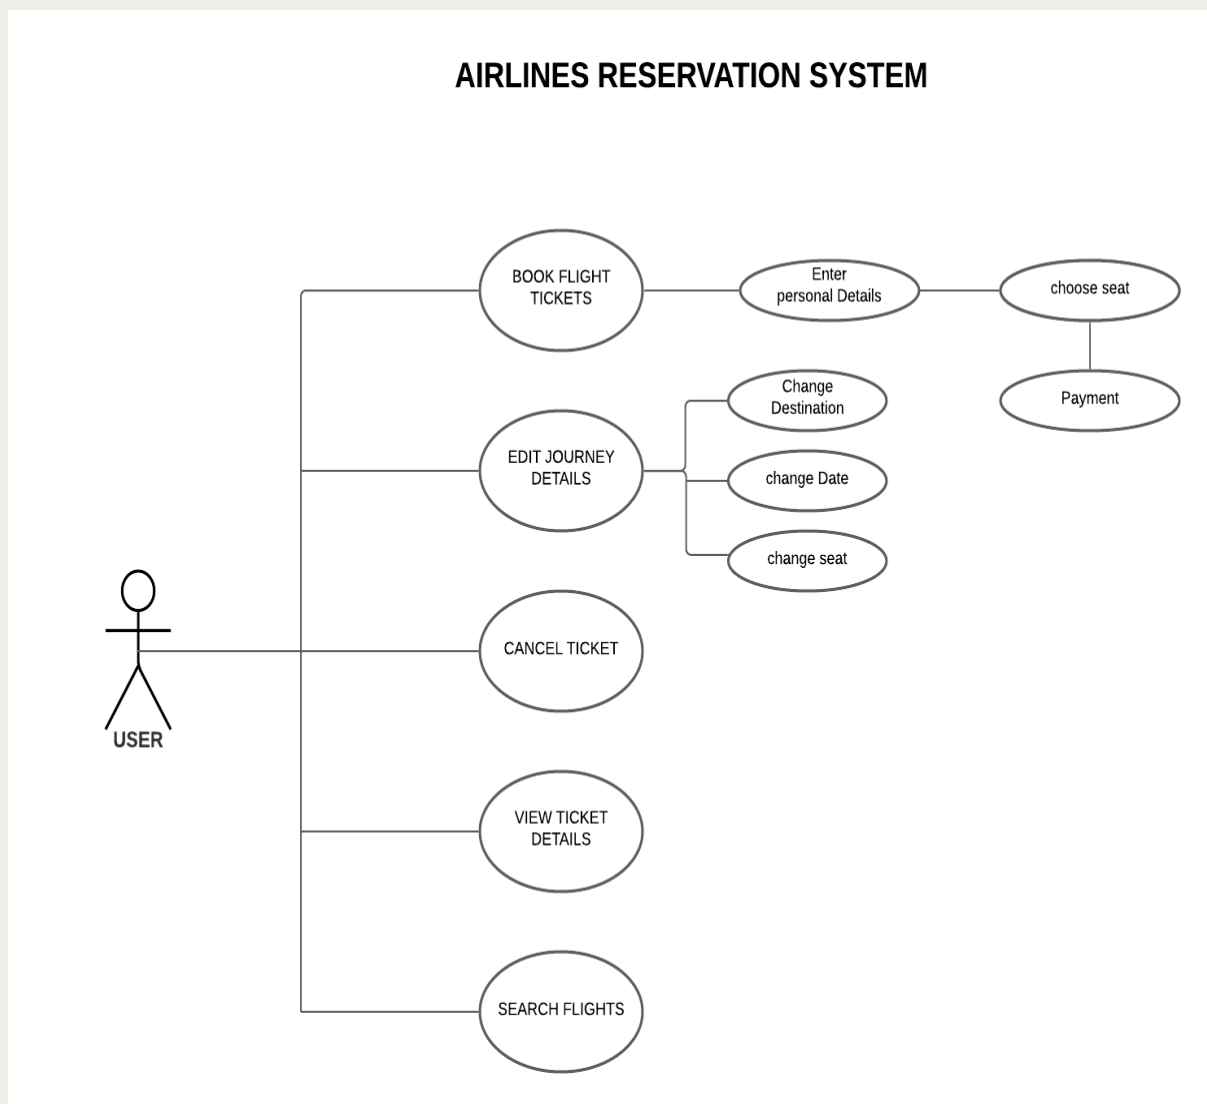 AIRLINES RESERVATION SYSTEM
BOOK FLIGHT
TICKETS
Enter
personal Details
choose seat
Payment
EDIT JOURNEY
DETAILS
Change
Destination
change Date
change seat
CANCEL TICKET
USER
VIEW TICKET
DETAILS
SEARCH FLIGHTS